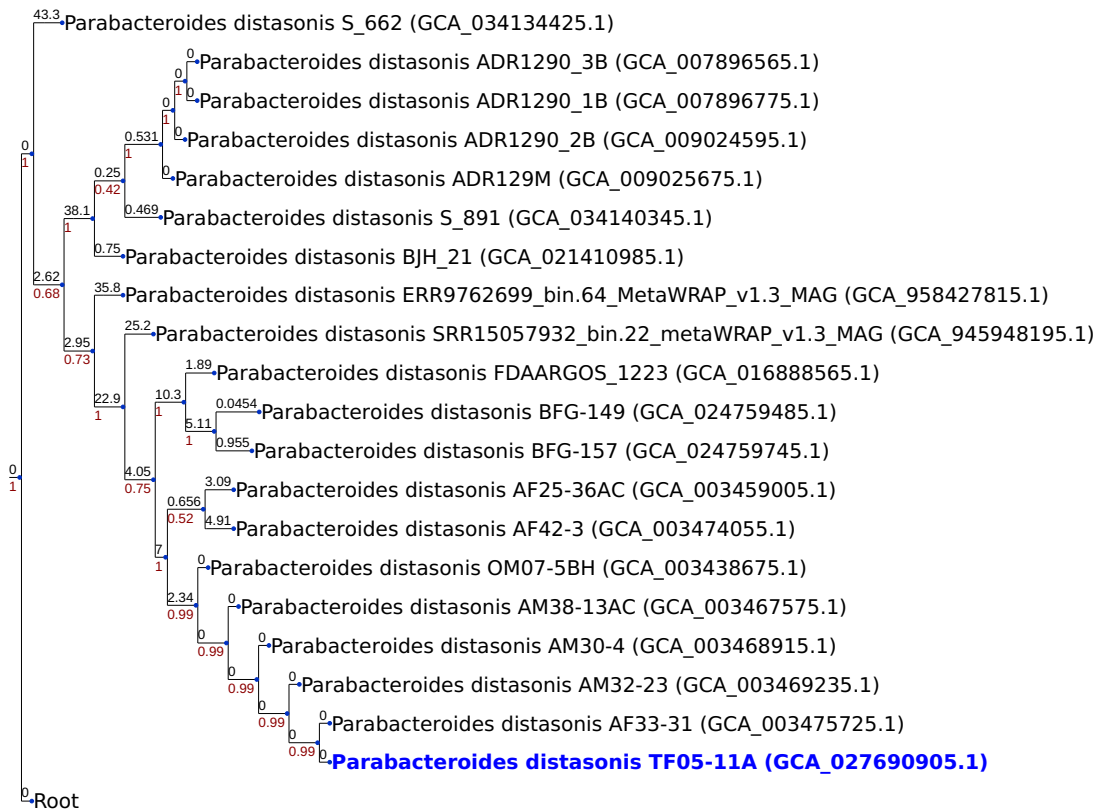 43.3 Parabacteroides distasonis S_662 (GCA_034134425.1)
0
Parabacteroides distasonis ADR1290_3B (GCA_007896565.1)
0
1
0
Parabacteroides distasonis ADR1290_1B (GCA_007896775.1)
0
1
0
Parabacteroides distasonis ADR1290_2B (GCA_009024595.1)
0.531
1
0
Parabacteroides distasonis ADR129M (GCA_009025675.1)
0
1
0.25
0.42
0.469
Parabacteroides distasonis S_891 (GCA_034140345.1)
38.1
1
0.75
Parabacteroides distasonis BJH_21 (GCA_021410985.1)
2.62
0.68
35.8
Parabacteroides distasonis ERR9762699_bin.64_MetaWRAP_v1.3_MAG (GCA_958427815.1)
25.2
Parabacteroides distasonis SRR15057932_bin.22_metaWRAP_v1.3_MAG (GCA_945948195.1)
2.95
0.73
1.89
Parabacteroides distasonis FDAARGOS_1223 (GCA_016888565.1)
22.9
1
10.3
1
0.0454
Parabacteroides distasonis BFG-149 (GCA_024759485.1)
5.11
1
0.955
Parabacteroides distasonis BFG-157 (GCA_024759745.1)
0
1
4.05
0.75
3.09
Parabacteroides distasonis AF25-36AC (GCA_003459005.1)
0.656
0.52
4.91
Parabacteroides distasonis AF42-3 (GCA_003474055.1)
7
1
0
Parabacteroides distasonis OM07-5BH (GCA_003438675.1)
2.34
0.99
0
Parabacteroides distasonis AM38-13AC (GCA_003467575.1)
0
0.99
0
Parabacteroides distasonis AM30-4 (GCA_003468915.1)
0
0.99
0
Parabacteroides distasonis AM32-23 (GCA_003469235.1)
0
0.99
0
Parabacteroides distasonis AF33-31 (GCA_003475725.1)
0
0.99
0
Parabacteroides distasonis TF05-11A (GCA_027690905.1)
0
Root